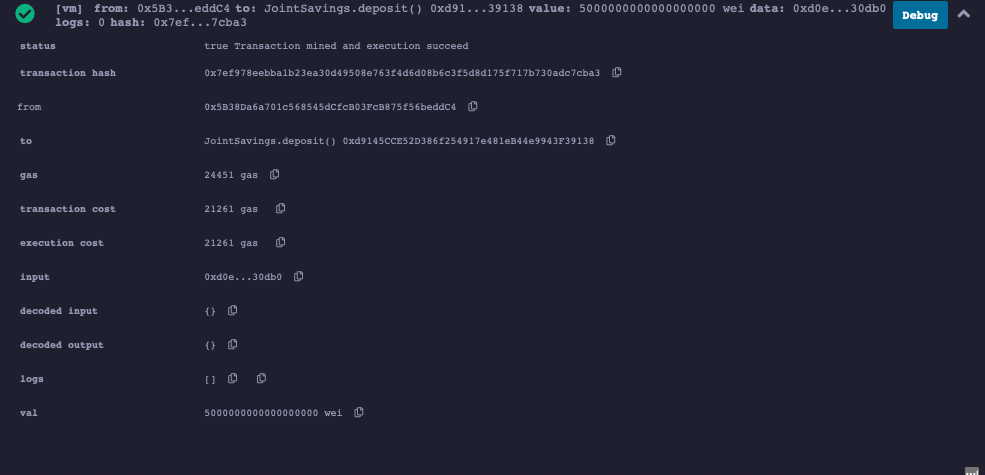 [vm] from: 0x5B3...eddC4 to: JointSavings.deposit() 0xd91...39138 value: 5000000000000000000 wei data: 0xd0e...30db0
logs: 0 hash: 0x7ef...7cba3
Debug
status true Transaction mined and execution succeed
transaction hash 0x7ef978eebba1b23ea30d49508e763f4d6d08b6c3f5d8d175f717b730adc7cba3
from 0x5B38Da6a701c568545dCfcB03FcB875f56beddC4
to JointSavings.deposit() 0xd9145CCE52D386f254917e481eB44e9943F39138
gas 24451 gas
transaction cost 21261 gas
execution cost 21261 gas
input 0xd0e...30db0
decoded input {}
decoded output {}
logs []
val 5000000000000000000 wei